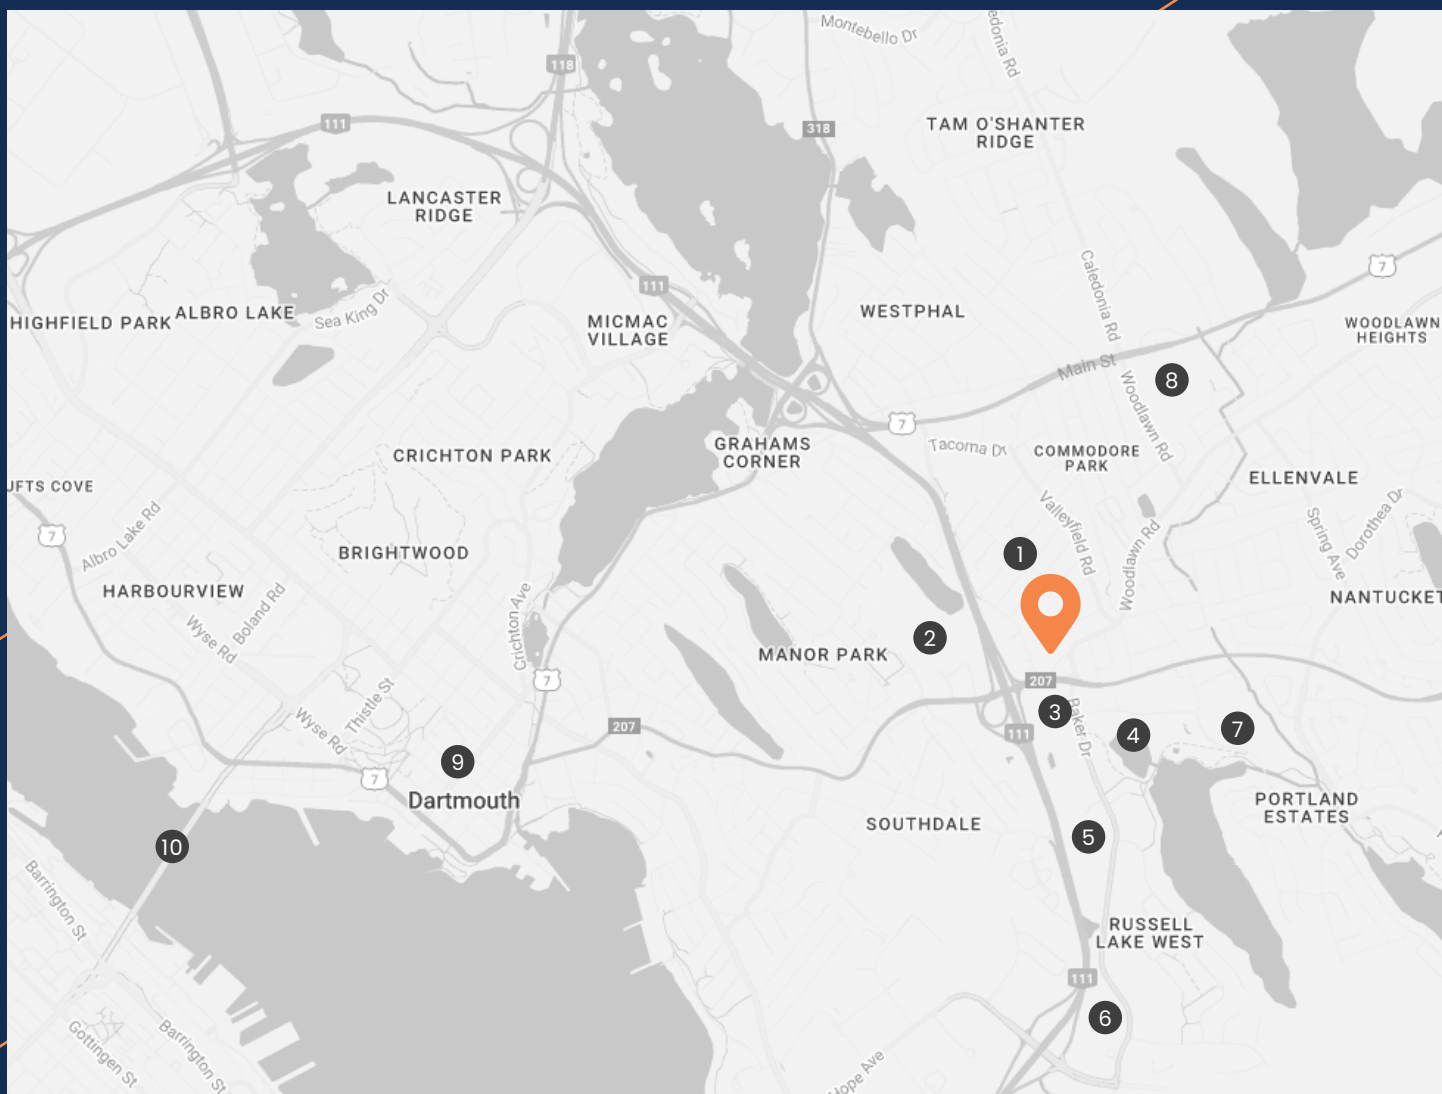 Montebello Dr
edonia Rd
118
111
318
TAM O'SHANTER
RIDGE
LANCASTER
RIDGE
Caledonia Rd
7
111
HIGHFIELD PARK
ALBRO LAKE
Sea King Dr
MICMAC
VILLAGE
WESTPHAL
WOODLAWN
HEIGHTS
Main St
8
Woodlawn Rd
7
GRAHAMS
CORNER
Tacoma Dr
COMMODORE
PARK
CRICHTON PARK
ELLENVALE
UFTS COVE
7
Albro Lake Rd
Valleyfield Rd
Woodlawn Rd
Spring Ave
Dorothea Dr
BRIGHTWOOD
1
HARBOURVIEW
Boland Rd
Wyse Rd
Crichton Ave
NANTUCKET
2
MANOR PARK
7
207
Thistle St
Wyse Rd
207
3
Baker Dr
111
4
7
9
7
Dartmouth
PORTLAND
ESTATES
SOUTHDALE
5
10
Barrington St
RUSSELL
LAKE WEST
111
6
Gottingen St
Barrington St
Hope Ave